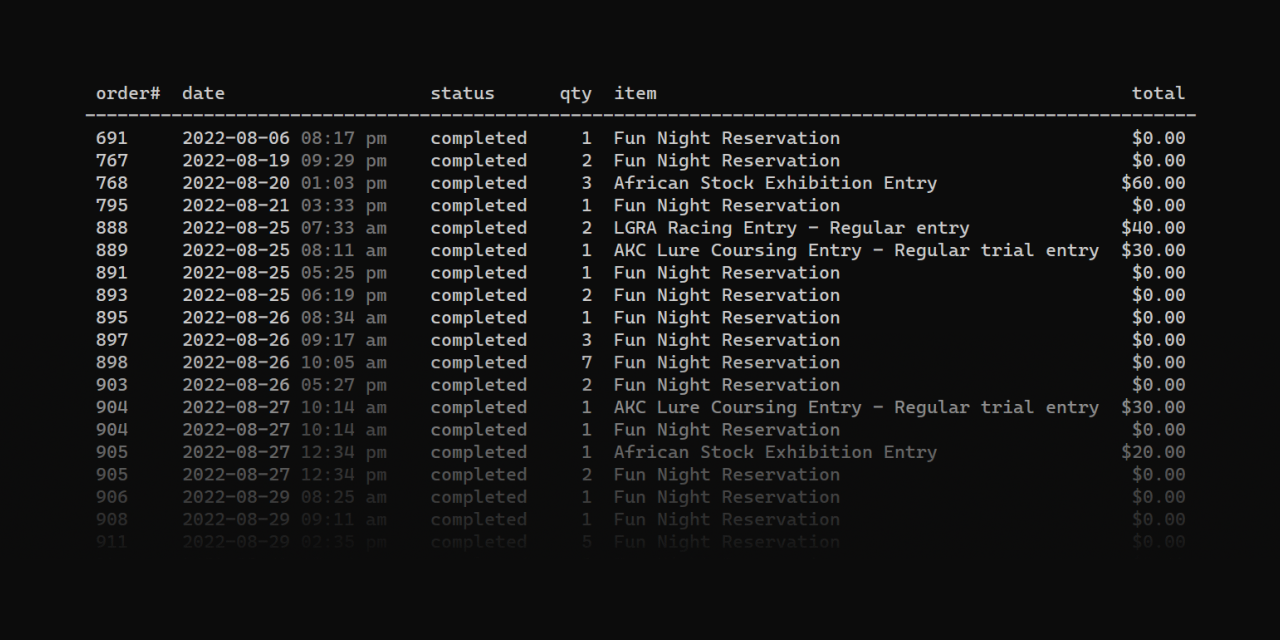 order# date status qty item total
691 2022-08-06 08:17 pm completed 1 Fun Night Reservation $0.00
767 2022-08-19 09:29 pm completed 2 Fun Night Reservation $0.00
768 2022-08-20 01:03 pm completed 3 African Stock Exhibition Entry $60.00
795 2022-08-21 03:33 pm completed 1 Fun Night Reservation $0.00
888 2022-08-25 07:33 am completed 2 LGRA Racing Entry - Regular entry $40.00
889 2022-08-25 08:11 am completed 1 AKC Lure Coursing Entry - Regular trial entry $30.00
891 2022-08-25 05:25 pm completed 1 Fun Night Reservation $0.00
893 2022-08-25 06:19 pm completed 2 Fun Night Reservation $0.00
895 2022-08-26 08:34 am completed 1 Fun Night Reservation $0.00
897 2022-08-26 09:17 am completed 3 Fun Night Reservation $0.00
898 2022-08-26 10:05 am completed 7 Fun Night Reservation $0.00
903 2022-08-26 05:27 pm completed 2 Fun Night Reservation $0.00
904 2022-08-27 10:14 am completed 1 AKC Lure Coursing Entry - Regular trial entry $30.00
904 2022-08-27 10:14 am completed 1 Fun Night Reservation $0.00
905 2022-08-27 12:34 pm completed 1 African Stock Exhibition Entry $20.00
905 2022-08-27 12:34 pm completed 2 Fun Night Reservation $0.00
906 2022-08-29 08:25 am completed 1 Fun Night Reservation $0.00
908 2022-08-29 09:11 am completed 1 Fun Night Reservation $0.00
911 2022-08-29 02:35 pm completed 5 Fun Night Reservation $0.00